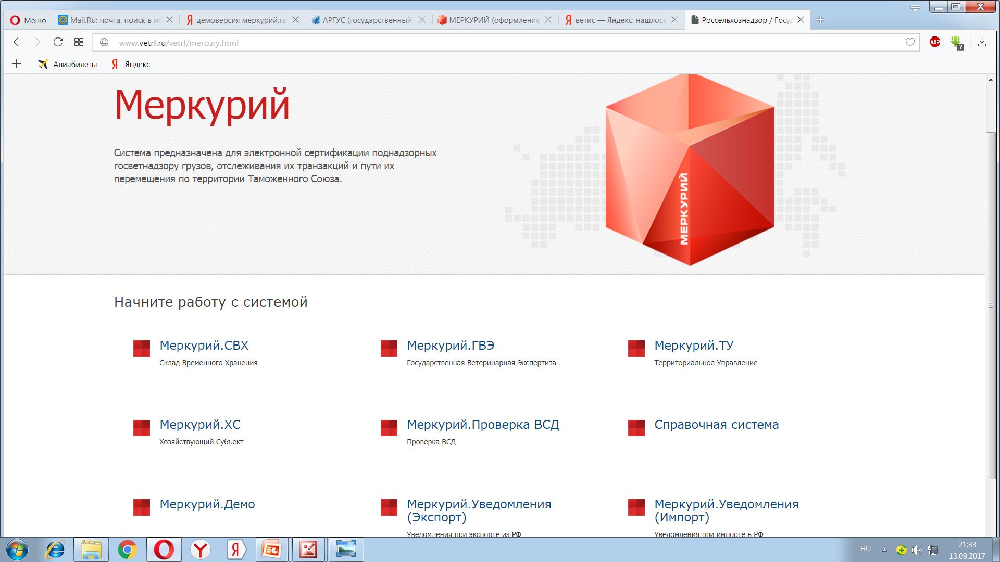 Меню
Mail.Ru: почта, поиск в ин
демоверсия меркурий.гв
АРГУС (государственный
МЕРКУРИЙ (оформление
ветис — Яндекс: нашлось
Россельхознадзор / Госу
www.vetrf.ru/vetrf/mercury.html
ABP
?
Авиабилеты
Яндекс
Меркурий
Система предназначена для электронной сертификации поднадзорных
госветнадзору грузов, отслеживания их транзакций и пути их
перемещения по территории Таможенного Союза.
МЕРКУРИЙ
Начните работу с системой
Меркурий.СВХ
Склад Временного Хранения
Меркурий.ГВЭ
Государственная Ветеринарная Экспертиза
Меркурий.ТУ
Территориальное Управление
Меркурий.ХС
Хозяйствующий Субъект
Меркурий.Проверка ВСД
Проверка ВСД
Справочная система
Меркурий.Демо
Меркурий.Уведомления
(Экспорт)
Уведомления при экспорте из РФ
Меркурий.Уведомления
(Импорт)
Уведомления при импорте в РФ
RU
21:33
13.09.2017